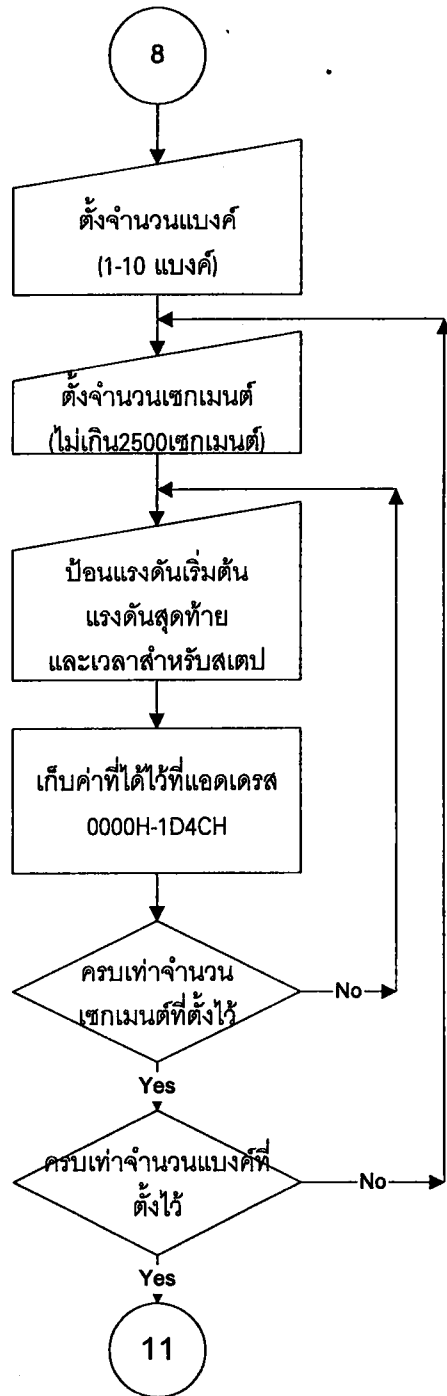 8
ตั้งจำนวนแบงค์
(1-10 แบงค์)
ตั้งจำนวนเซกเมนต์
(ไม่เกิน2500เซกเมนต์)
ป้อนแรงดันเริ่มต้น
แรงดันสุดท้าย
และเวลาสำหรับสเตป
เก็บค่าที่ได้ไว้ที่แอดเดรส
0000H-1D4CH
ครบเท่าจำนวน
เซกเมนต์ที่ตั้งไว้
No
Yes
ครบเท่าจำนวนแบงค์ที่
ตั้งไว้
No
Yes
11